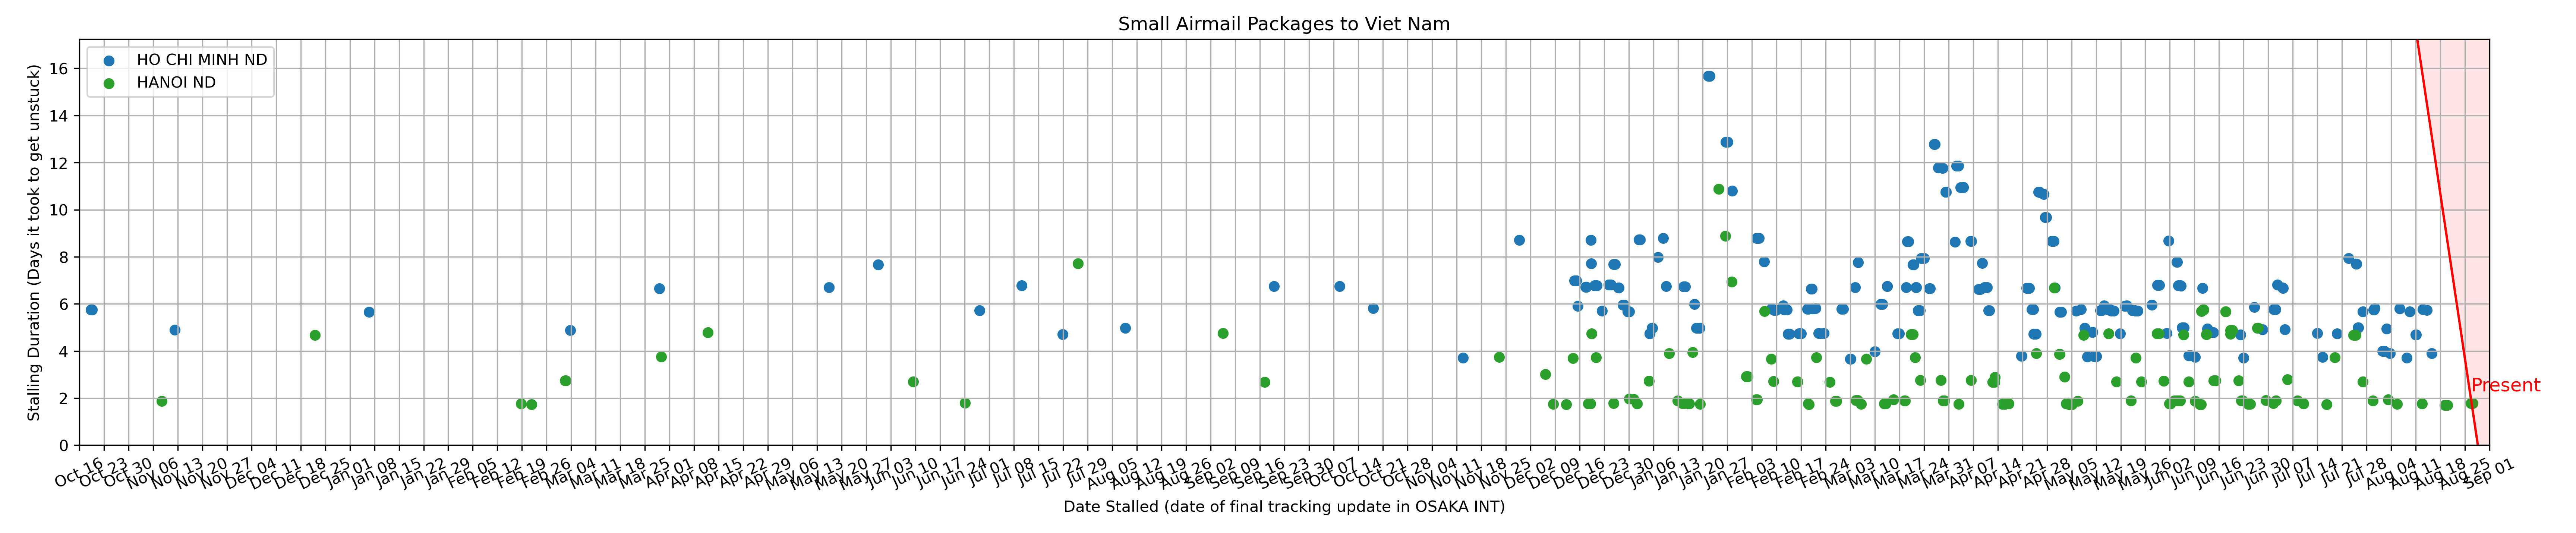 Small Airmail Packages to Viet Nam
HO CHI MINH ND
HANOI ND
Stalling Duration (Days it took to get unstuck)
16
14
12
10
8
6
4
2
0
Present
Oct 16
Oct 23
Oct 30
Nov 06
Nov 13
Nov 20
Nov 27
Dec 04
Dec 11
Dec 18
Dec 25
Jan 01
Jan 08
Jan 15
Jan 22
Jan 29
Feb 05
Feb 12
Feb 19
Feb 26
Mar 04
Mar 11
Mar 18
Mar 25
Apr 01
Apr 08
Apr 15
Apr 22
Apr 29
May 06
May 13
May 20
May 27
Jun 03
Jun 10
Jun 17
Jun 24
Jul 01
Jul 08
Jul 15
Jul 22
Jul 29
Aug 05
Aug 12
Aug 19
Aug 26
Sep 02
Sep 09
Sep 16
Sep 23
Sep 30
Oct 07
Oct 14
Oct 21
Oct 28
Nov 04
Nov 11
Nov 18
Nov 25
Dec 02
Dec 09
Dec 16
Dec 23
Dec 30
Jan 06
Jan 13
Jan 20
Jan 27
Feb 03
Feb 10
Feb 17
Feb 24
Mar 03
Mar 10
Mar 17
Mar 24
Mar 31
Apr 07
Apr 14
Apr 21
Apr 28
May 05
May 12
May 19
May 26
Jun 02
Jun 09
Jun 16
Jun 23
Jun 30
Jul 07
Jul 14
Jul 21
Jul 28
Aug 04
Aug 11
Aug 18
Aug 25
Sep 01
Date Stalled (date of final tracking update in OSAKA INT)